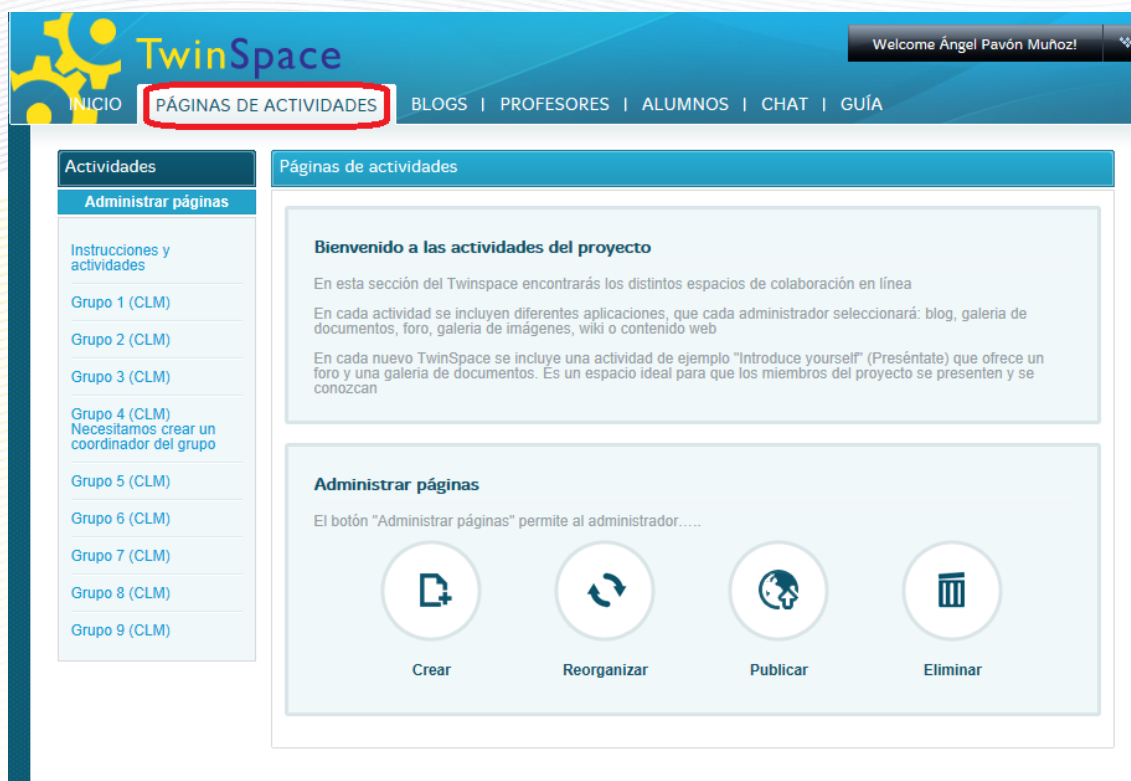 TwinSpace
Welcome Ángel Pavón Muñoz!
INICIO
PÁGINAS DE ACTIVIDADES
BLOGS | PROFESORES | ALUMNOS | CHAT | GUÍA
Actividades
Administrar páginas
Instrucciones y
actividades
Grupo 1 (CLM)
Grupo 2 (CLM)
Grupo 3 (CLM)
Grupo 4 (CLM)
Necesitamos crear un
coordinador del grupo
Grupo 5 (CLM)
Grupo 6 (CLM)
Grupo 7 (CLM)
Grupo 8 (CLM)
Grupo 9 (CLM)
Páginas de actividades
Bienvenido a las actividades del proyecto
En esta sección del Twinspace encontrarás los distintos espacios de colaboración en línea
En cada actividad se incluyen diferentes aplicaciones, que cada administrador seleccionará: blog, galeria de
documentos, foro, galeria de imágenes, wiki o contenido web
En cada nuevo TwinSpace se incluye una actividad de ejemplo "Introduce yourself" (Preséntate) que ofrece un
foro y una galeria de documentos. Es un espacio ideal para que los miembros del proyecto se presenten y se
conozcan
Administrar páginas
El botón "Administrar páginas" permite al administrador.....
Crear
Reorganizar
Publicar
Eliminar